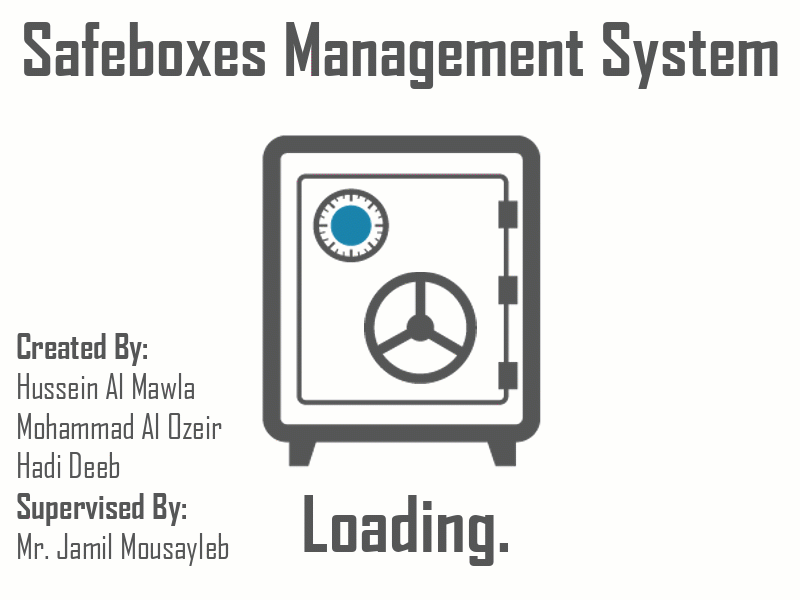 Safeboxes Management System
Created By:
Hussein Al Mawla
Mohammad Al Ozeir
Hadi Deeb
Supervised By:
Mr. Jamil Mousayleb
Loading.